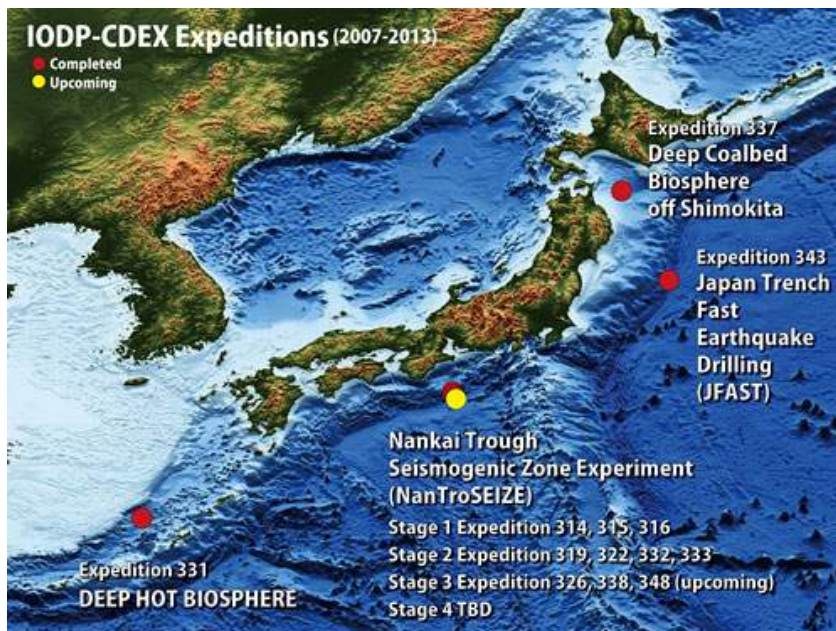 IODP-CDEX Expeditions (2007-2013)
Completed
Upcoming
Expedition 337
Deep Coalbed
Biosphere
off Shimokita
Expedition 343
Japan Trench
Fast
Earthquake
Drilling
(JFAST)
Nankai Trough
Seismogenic Zone Experiment
(NanTroSEIZE)
Stage 1 Expedition 314, 315, 316
Stage 2 Expedition 319, 322, 332, 333
Stage 3 Expedition 326, 338, 348 (upcoming)
Stage 4 TBD
Expedition 331
DEEP HOT BIOSPHERE